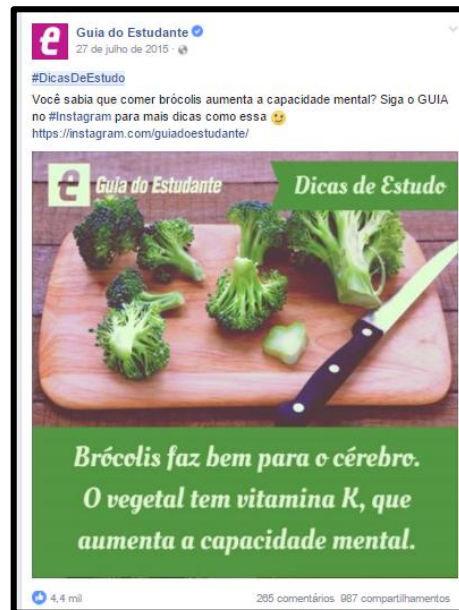 e Guia do Estudante
27 de julho de 2015 ·
#DicasDeEstudo
Você sabia que comer brócolis aumenta a capacidade mental? Siga o GUIA
no #Instagram para mais dicas como essa 😉
https://instagram.com/guiadoestudante/
e Guia do Estudante Dicas de Estudo
Brócolis faz bem para o cérebro.
O vegetal tem vitamina K, que
aumenta a capacidade mental.
4,4 mil 265 comentários 987 compartilhamentos